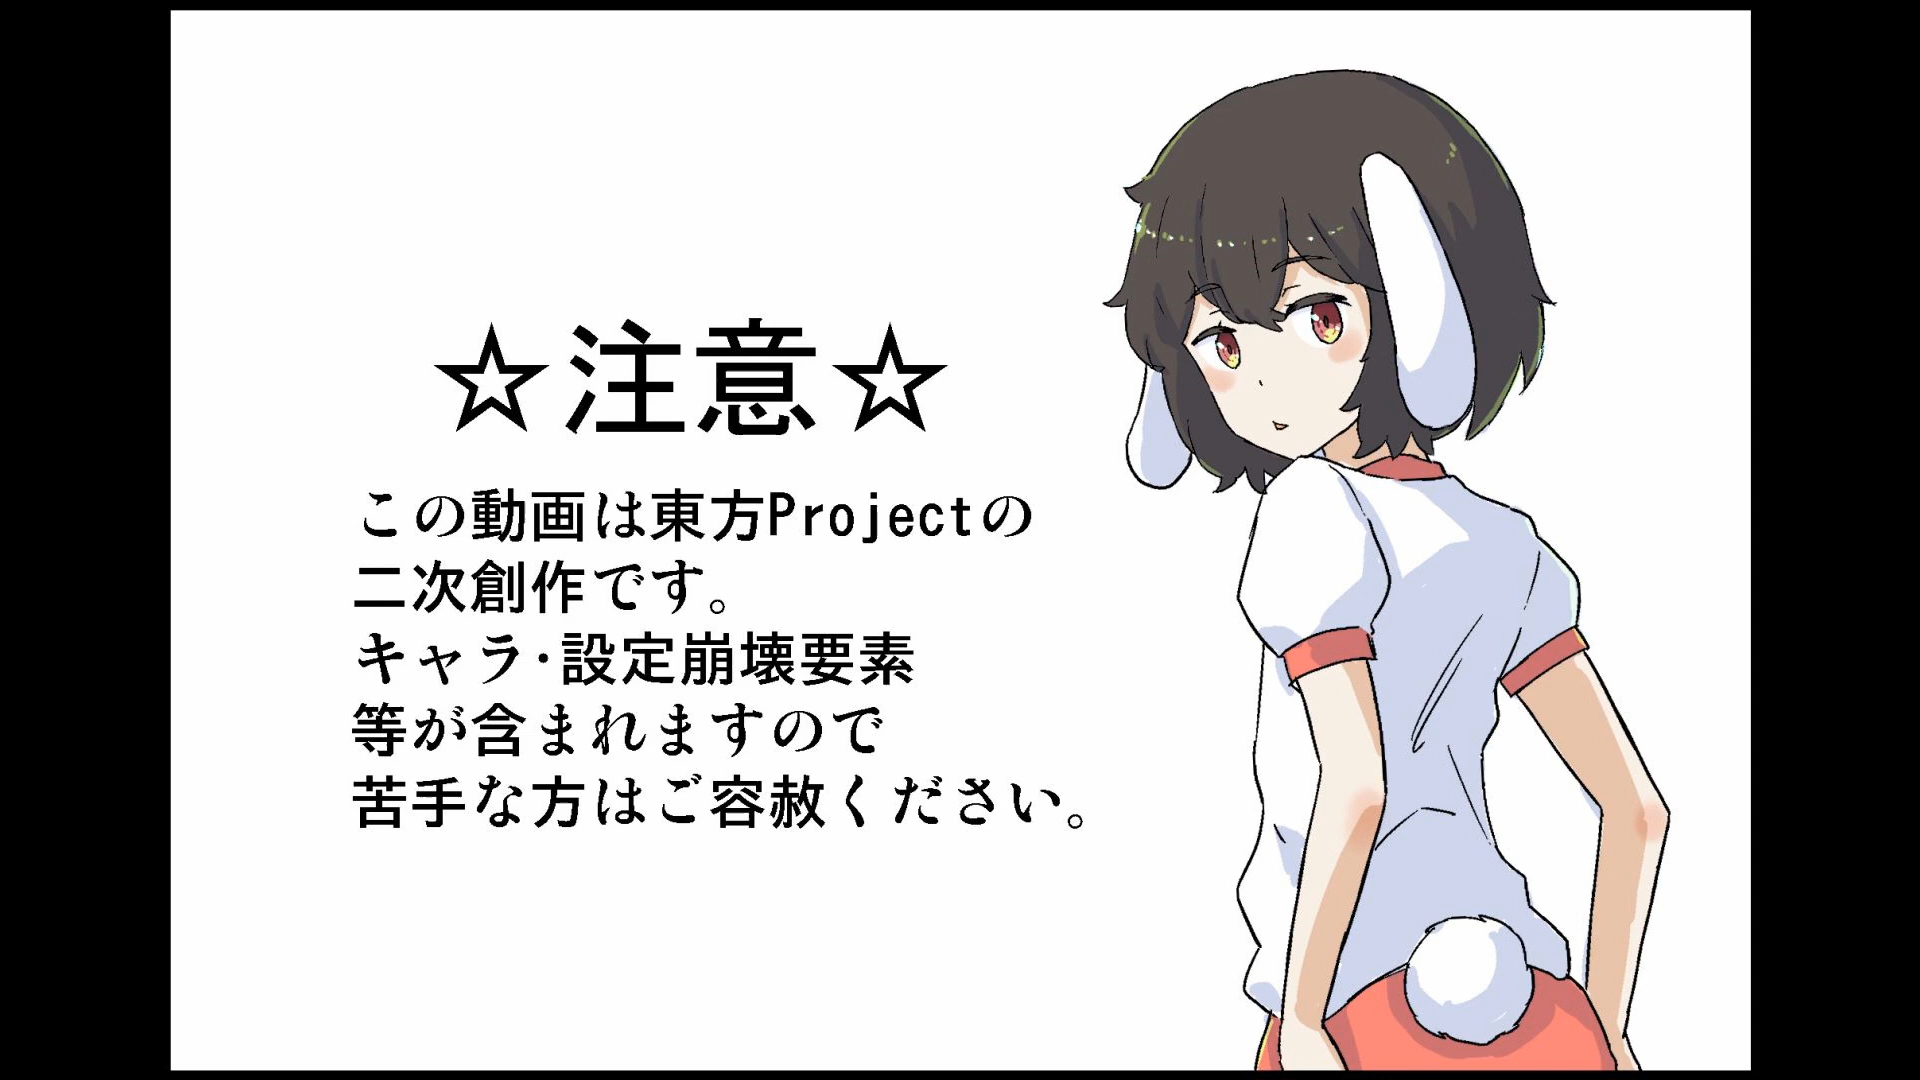 ☆注意☆
この動画は東方Projectの
二次創作です。
キャラ・設定崩壊要素
等が含まれますので
苦手な方はご容赦ください。